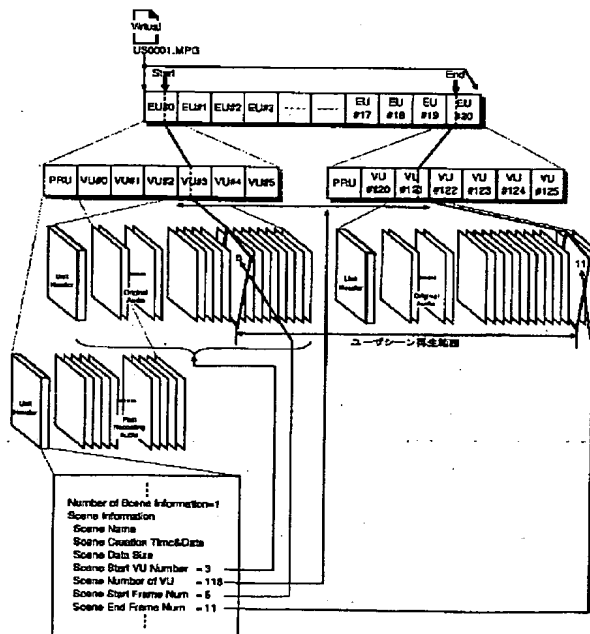 Virtual
US0001.MPG
Start
End
EU#0 EU#1 EU#2 EU#3 EU #17 EU #18 EU #19 EU #20
PRU VU#0 VU#1 VU#2 VU#3 VU#4 VU#5
PRU VU #120 VU #121 VU #122 VU #123 VU #124 VU #125
Unit Header
Original Audio
5
Unit Header
Original Audio
11
ユーザシーン再生範囲
Unit Header
Post Recording Audio
Number of Scene Information=1
Scene Information
Scene Name
Scene Creation Time&Date
Scene Data Size
Scene Start VU Number = 3
Scene Number of VU = 118
Scene Start Frame Num = 5
Scene End Frame Num = 11